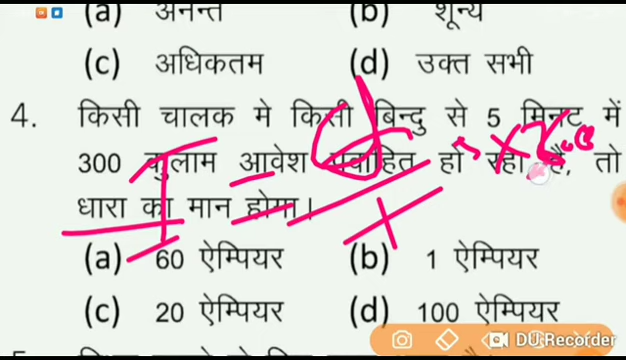 (a) अनन्त (b) शून्य
(c) अधिकतम (d) उक्त सभी
4. किसी चालक मे किसी बिन्दु से 5 मिनट में
300 कुलाम आवेश प्रवाहित हो रहा है, तो
धारा का मान होगा।
(a) 60 ऐम्पियर (b) 1 ऐम्पियर
(c) 20 ऐम्पियर (d) 100 ऐम्पियर
DU Recorder